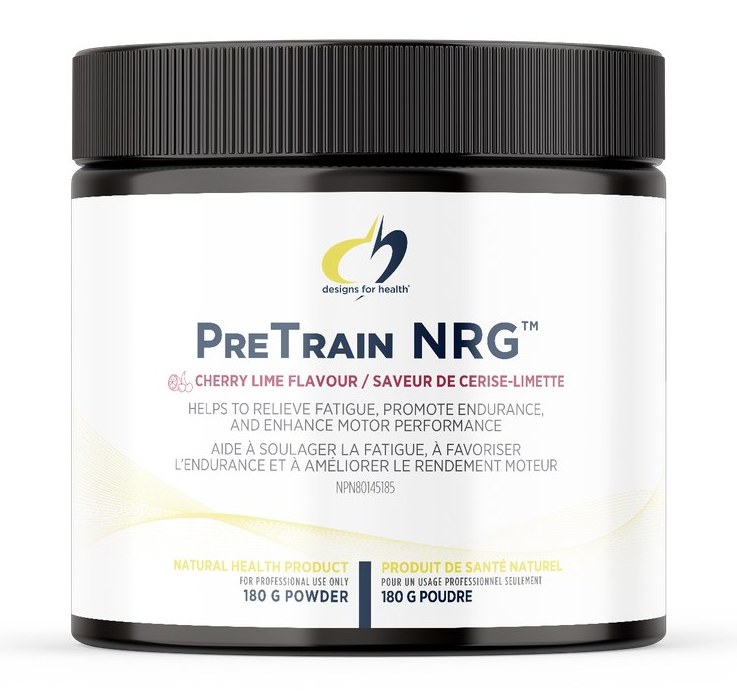 designs for health®
PRETRAIN NRG™
CHERRY LIME FLAVOUR / SAVEUR DE CERISE-LIMETTE
HELPS TO RELIEVE FATIGUE, PROMOTE ENDURANCE,
AND ENHANCE MOTOR PERFORMANCE
AIDE À SOULAGER LA FATIGUE, À FAVORISER
L'ENDURANCE ET À AMÉLIORER LE RENDEMENT MOTEUR
NPN80145185
NATURAL HEALTH PRODUCT
FOR PROFESSIONAL USE ONLY
180 G POWDER
PRODUIT DE SANTÉ NATUREL
POUR UN USAGE PROFESSIONNEL SEULEMENT
180 G POUDRE